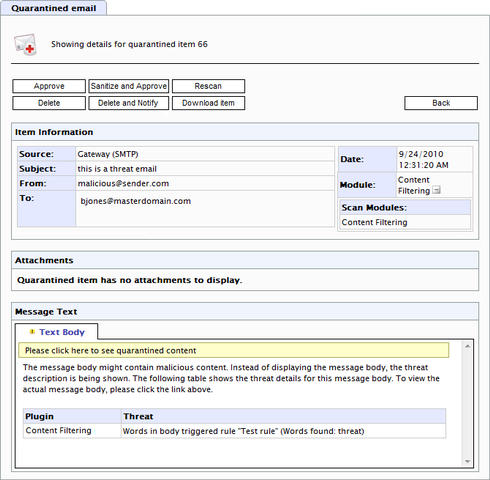 Quarantined email
Showing details for quarantined item 66
Approve Sanitize and Approve Rescan
Delete Delete and Notify Download item Back
Item Information
Source: Gateway (SMTP)
Subject: this is a threat email
From: malicious@sender.com
To: bjones@masterdomain.com
Date: 9/24/2010
12:31:20 AM
Module: Content
Filtering
Scan Modules:
Content Filtering
Attachments
Quarantined item has no attachments to display.
Message Text
Text Body
Please click here to see quarantined content
The message body might contain malicious content. Instead of displaying the message body, the threat
description is being shown. The following table shows the threat details for this message body. To view the
actual message body, please click the link above.
Plugin Threat
Content Filtering Words in body triggered rule "Test rule" (Words found: threat)